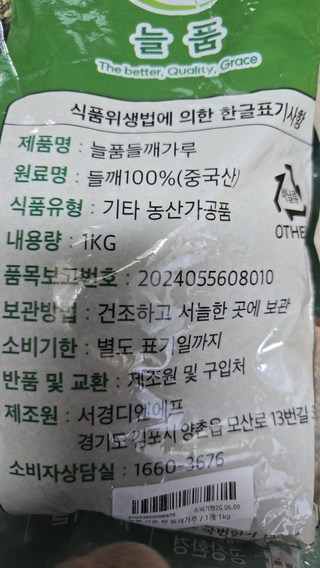 늘품
The better, Quality, Grace
식품위생법에 의한 한글표기사항
제품명 : 늘품들깨가루
원료명 : 들깨100%(중국산)
식품유형 : 기타 농산가공품
OTHE
내용량 : 1KG
품목보고번호 : 2024055608010
보관방법 : 건조하고 서늘한 곳에 보관
소비기한 : 별도 표기일까지
반품 및 교환 : 제조원 및 구입처
제조원 : 서경디엔에프
경기도 김포시 양촌읍 모산로 13번길
소비자상담실 : 1660-3676
/ 1개 1kg